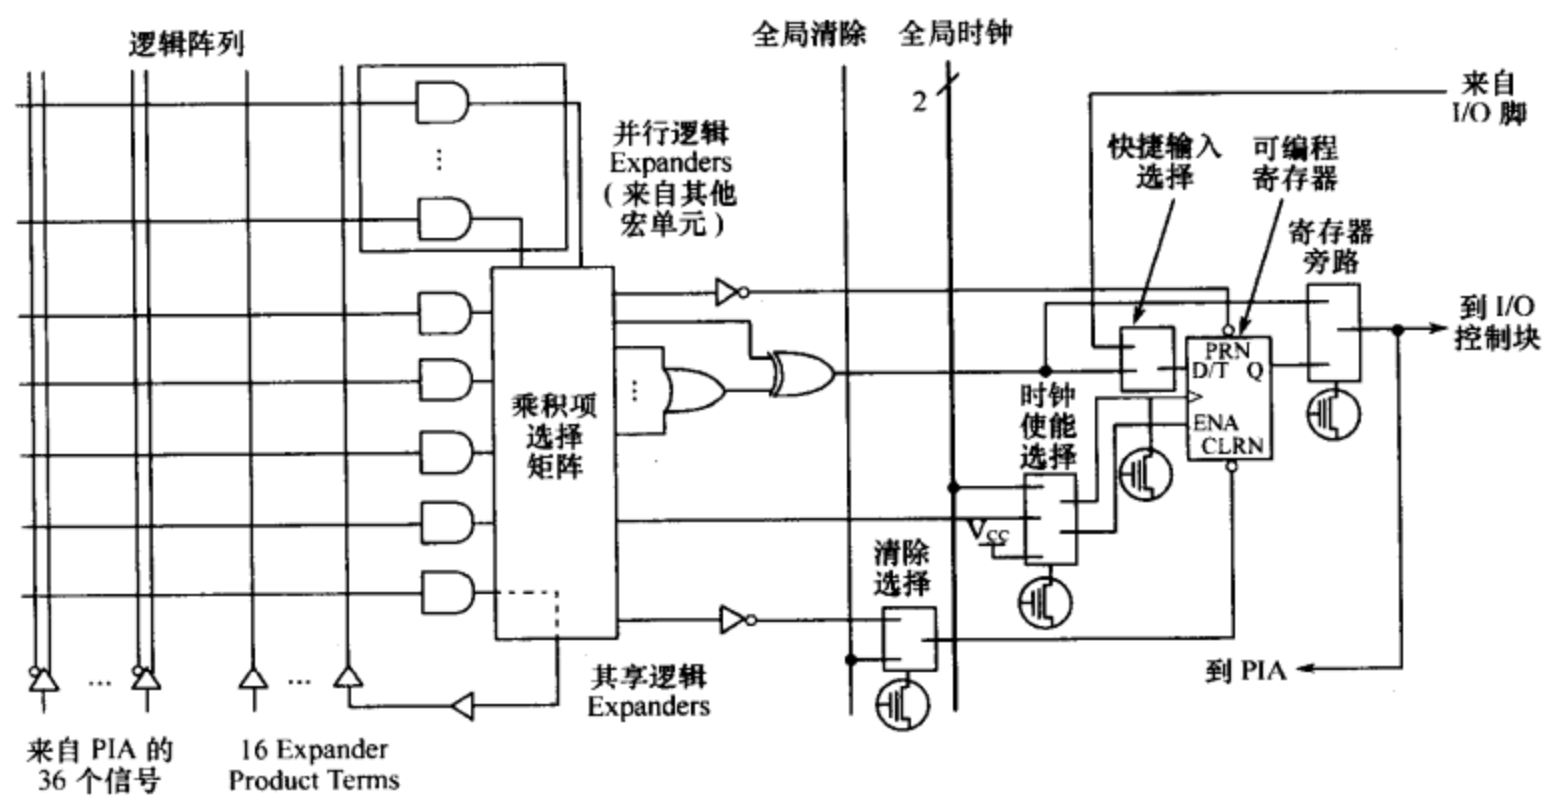 逻辑阵列
全局清除
全局时钟
2
来自
I/O 脚
并行逻辑
Expanders
(来自其他
宏单元)
快捷输入
选择
可编程
寄存器
寄存器
旁路
到 I/O
控制块
PRN
D/T Q
ENA
CLRN
乘积项
选择
矩阵
时钟
使能
选择
VCC
清除
选择
到 PIA
其享逻辑
Expanders
来自 PIA 的
36 个信号
16 Expander
Product Terms
...
...
⋮
⋮